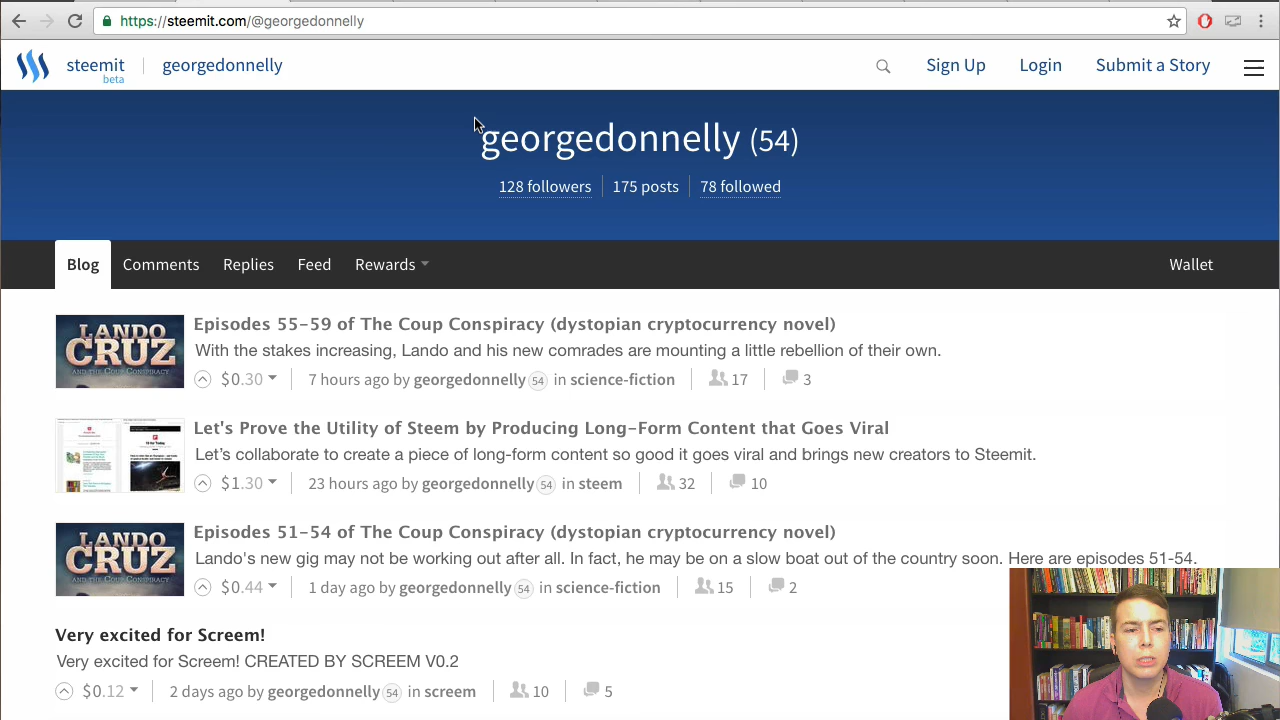 https://steemit.com/@georgedonnelly
steemit beta georgedonnelly Sign Up Login Submit a Story
georgedonnelly (54)
128 followers 175 posts 78 followed
Blog Comments Replies Feed Rewards Wallet
LANDO CRUZ AND THE COUP CONSPIRACY
Episodes 55-59 of The Coup Conspiracy (dystopian cryptocurrency novel)
With the stakes increasing, Lando and his new comrades are mounting a little rebellion of their own.
$0.30 7 hours ago by georgedonnelly 54 in science-fiction 17 3
Let's Prove the Utility of Steem by Producing Long-Form Content that Goes Viral
Let's collaborate to create a piece of long-form content so good it goes viral and brings new creators to Steemit.
$1.30 23 hours ago by georgedonnelly 54 in steem 32 10
LANDO CRUZ AND THE COUP CONSPIRACY
Episodes 51-54 of The Coup Conspiracy (dystopian cryptocurrency novel)
Lando's new gig may not be working out after all. In fact, he may be on a slow boat out of the country soon. Here are episodes 51-54.
$0.44 1 day ago by georgedonnelly 54 in science-fiction 15 2
Very excited for Screem!
Very excited for Screem! CREATED BY SCREEM V0.2
$0.12 2 days ago by georgedonnelly 54 in screem 10 5